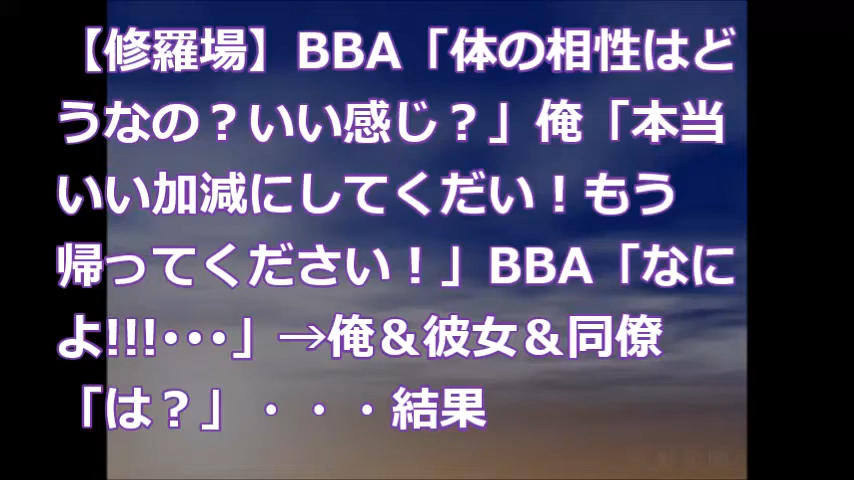 【修羅場】BBA「体の相性はど
うなの？いい感じ？」俺「本当
いい加減にしてくだい！もう
帰ってください！」BBA「なに
よ!!!･･･」→俺＆彼女＆同僚
「は？」・・・結果